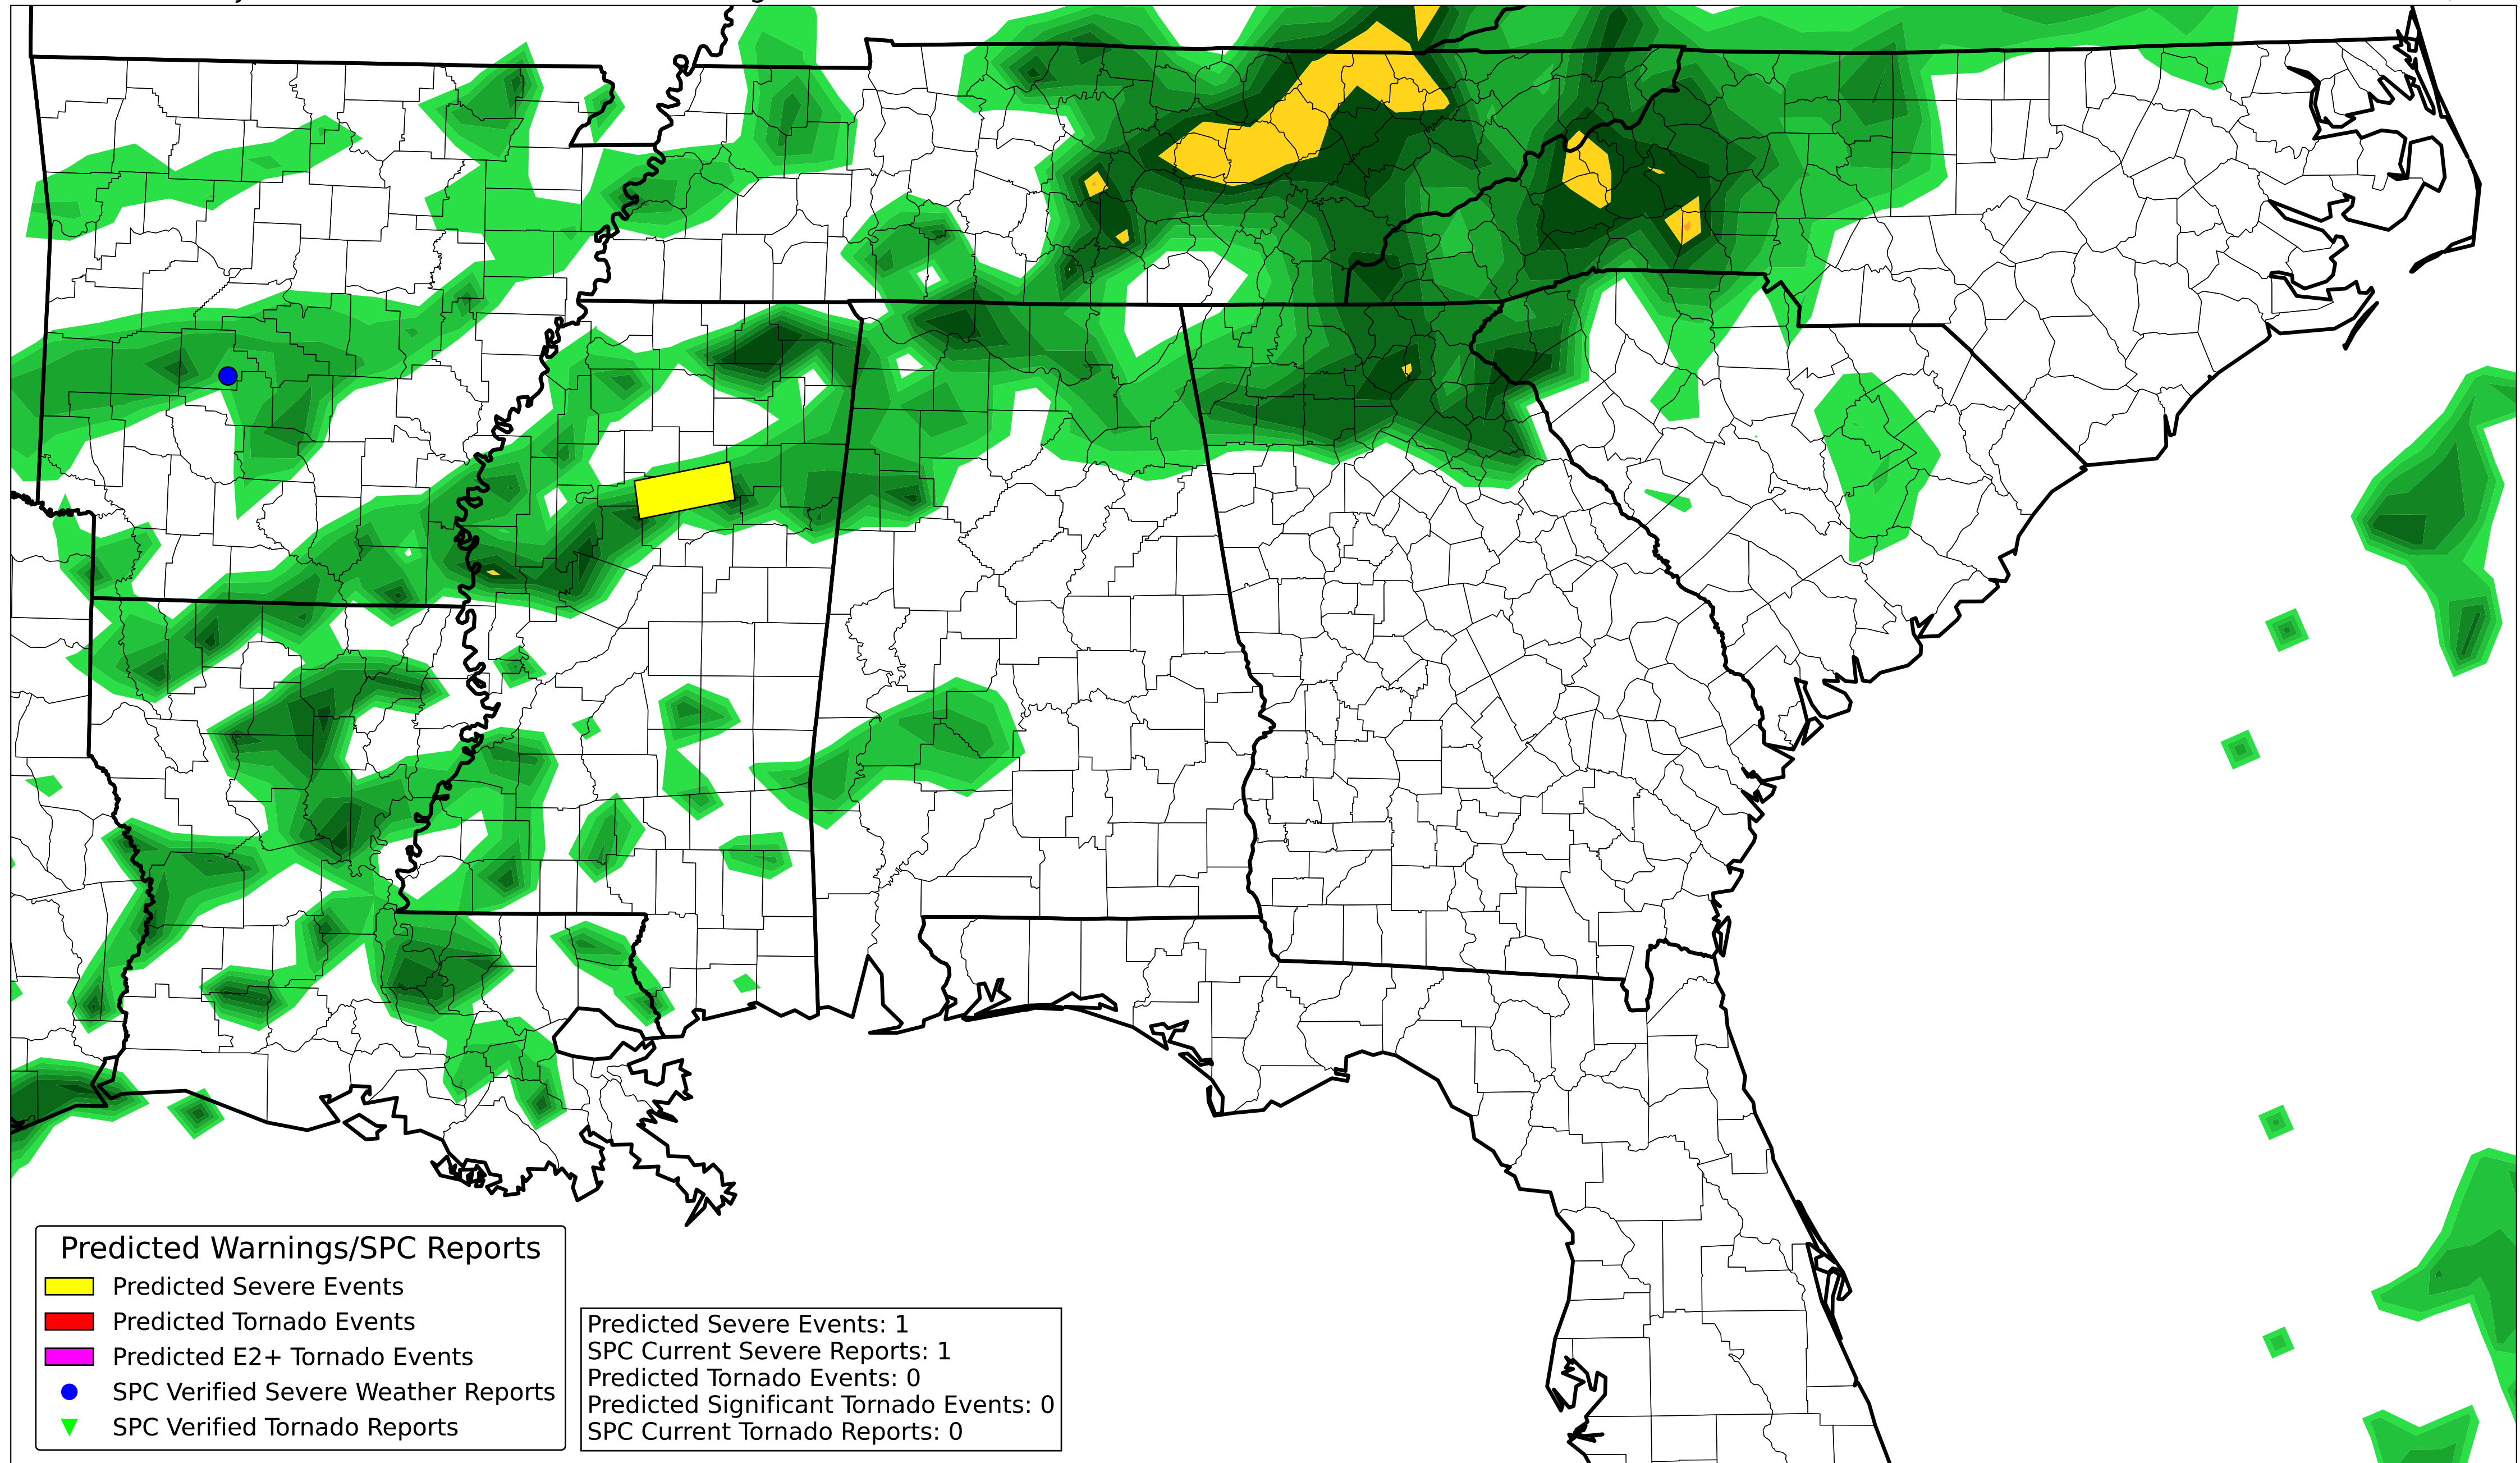 Predicted Warnings/SPC Reports
Predicted Severe Events
Predicted Tornado Events
Predicted E2+ Tornado Events
SPC Verified Severe Weather Reports
SPC Verified Tornado Reports
Predicted Severe Events: 1
SPC Current Severe Reports: 1
Predicted Tornado Events: 0
Predicted Significant Tornado Events: 0
SPC Current Tornado Reports: 0